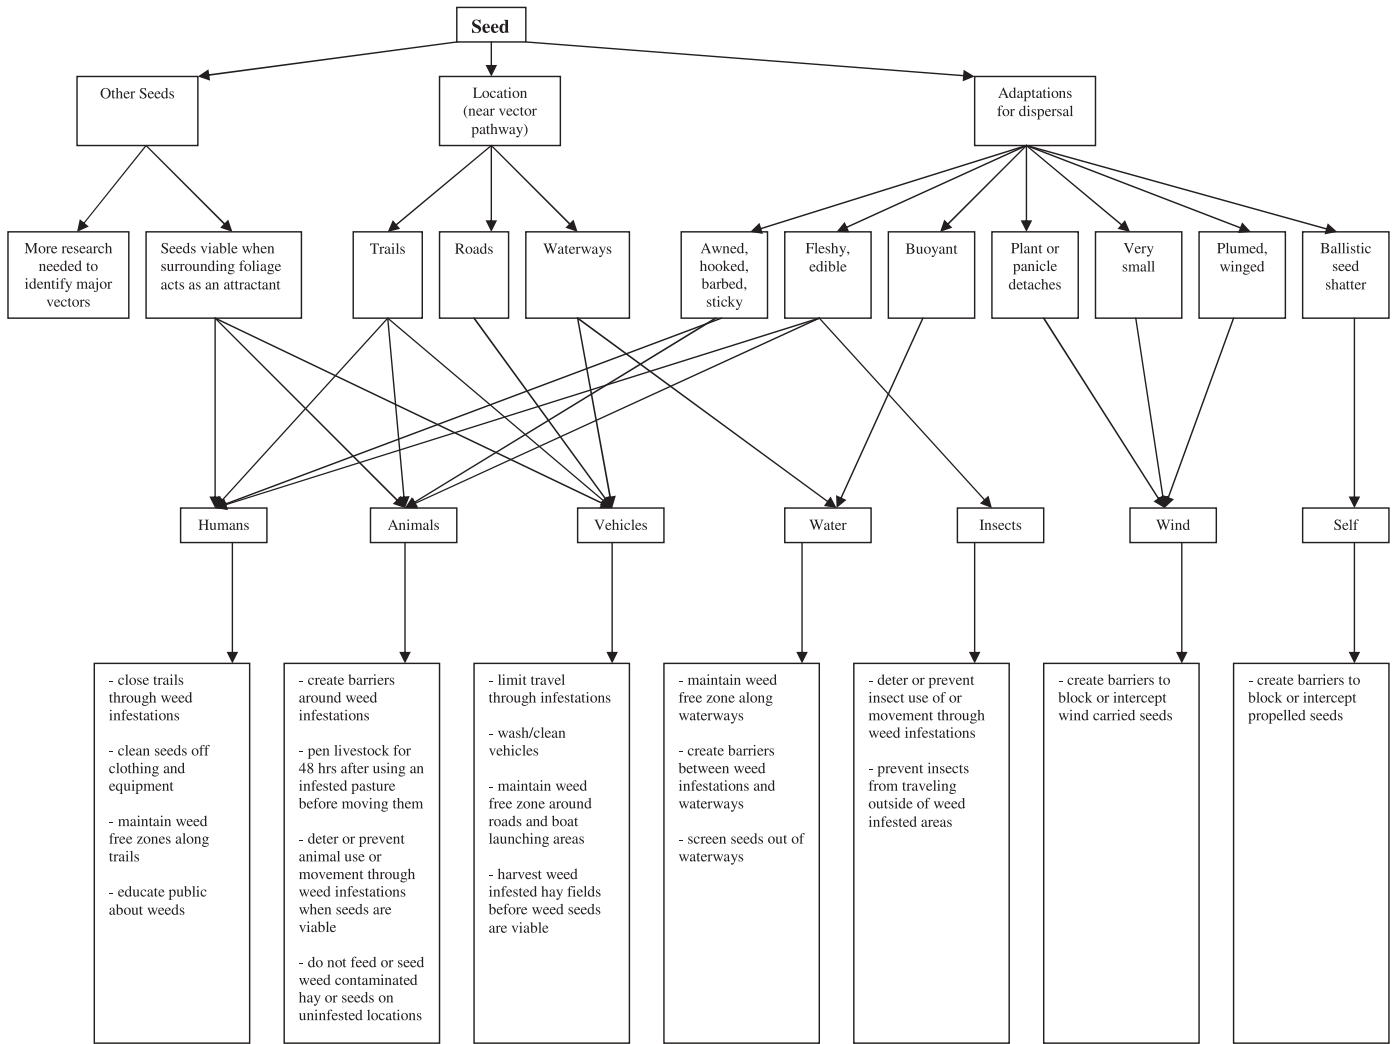 Seed
Other Seeds
Location
(near vector
pathway)
Adaptations
for dispersal
More research
needed to
identify major
vectors
Seeds viable when
surrounding foliage
acts as an attractant
Trails
Roads
Waterways
Awned,
hooked,
barbed,
sticky
Fleshy,
edible
Buoyant
Plant or
panicle
detaches
Very
small
Plumed,
winged
Ballistic
seed
shatter
Humans
Animals
Vehicles
Water
Insects
Wind
Self
- close trails
through weed
infestations
- clean seeds off
clothing and
equipment
- maintain weed
free zones along
trails
- educate public
about weeds
- create barriers
around weed
infestations
- pen livestock for
48 hrs after using an
infested pasture
before moving them
- deter or prevent
animal use or
movement through
weed infestations
when seeds are
viable
- do not feed or seed
weed contaminated
hay or seeds on
uninfested locations
- limit travel
through infestations
- wash/clean
vehicles
- maintain weed
free zone around
roads and boat
launching areas
- harvest weed
infested hay fields
before weed seeds
are viable
- maintain weed
free zone along
waterways
- create barriers
between weed
infestations and
waterways
- screen seeds out of
waterways
- deter or prevent
insect use of or
movement through
weed infestations
- prevent insects
from traveling
outside of weed
infested areas
- create barriers to
block or intercept
wind carried seeds
- create barriers to
block or intercept
propelled seeds